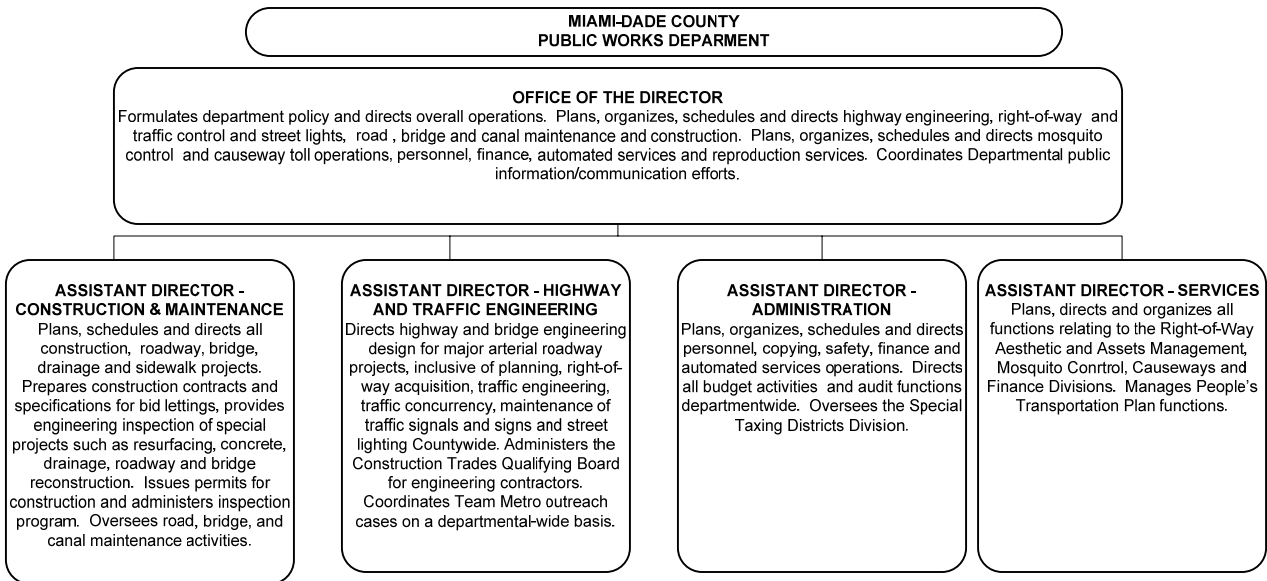 MIAMI-DADE COUNTY
PUBLIC WORKS DEPARMENT
OFFICE OF THE DIRECTOR
Formulates department policy and directs overall operations. Plans, organizes, schedules and directs highway engineering, right-of-way and
traffic control and street lights, road , bridge and canal maintenance and construction. Plans, organizes, schedules and directs mosquito
control and causeway toll operations, personnel, finance, automated services and reproduction services. Coordinates Departmental public
information/communication efforts.
ASSISTANT DIRECTOR -
CONSTRUCTION & MAINTENANCE
Plans, schedules and directs all
construction, roadway, bridge,
drainage and sidewalk projects.
Prepares construction contracts and
specifications for bid lettings, provides
engineering inspection of special
projects such as resurfacing, concrete,
drainage, roadway and bridge
reconstruction. Issues permits for
construction and administers inspection
program. Oversees road, bridge, and
canal maintenance activities.
ASSISTANT DIRECTOR - HIGHWAY
AND TRAFFIC ENGINEERING
Directs highway and bridge engineering
design for major arterial roadway
projects, inclusive of planning, right-of-
way acquisition, traffic engineering,
traffic concurrency, maintenance of
traffic signals and signs and street
lighting Countywide. Administers the
Construction Trades Qualifying Board
for engineering contractors.
Coordinates Team Metro outreach
cases on a departmental-wide basis.
ASSISTANT DIRECTOR -
ADMINISTRATION
Plans, organizes, schedules and directs
personnel, copying, safety, finance and
automated services operations. Directs
all budget activities and audit functions
departmentwide. Oversees the Special
Taxing Districts Division.
ASSISTANT DIRECTOR - SERVICES
Plans, directs and organizes all
functions relating to the Right-of-Way
Aesthetic and Assets Management,
Mosquito Conrtrol, Causeways and
Finance Divisions. Manages People's
Transportation Plan functions.